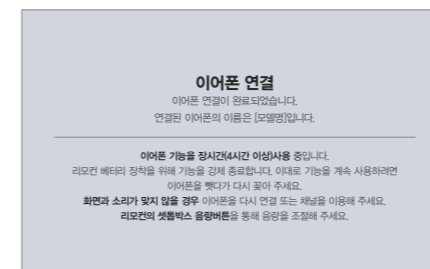 이어폰 연결
이어폰 연결이 완료되었습니다.
연결된 이어폰의 이름은 [모델명]입니다.
이어폰 기능을 장시간(4시간 이상)사용 중입니다.
리모컨 베터리 장착을 위해 기능을 강제 종료합니다. 이대로 기능을 계속 사용하려면
이어폰을 뺏다가 다시 꽂아 주세요.
화면과 소리가 맞지 않을 경우 이어폰을 다시 연결 또는 채널을 이용해 주세요.
리모컨의 셋톱박스 음량버튼을 통해 음량을 조절해 주세요.